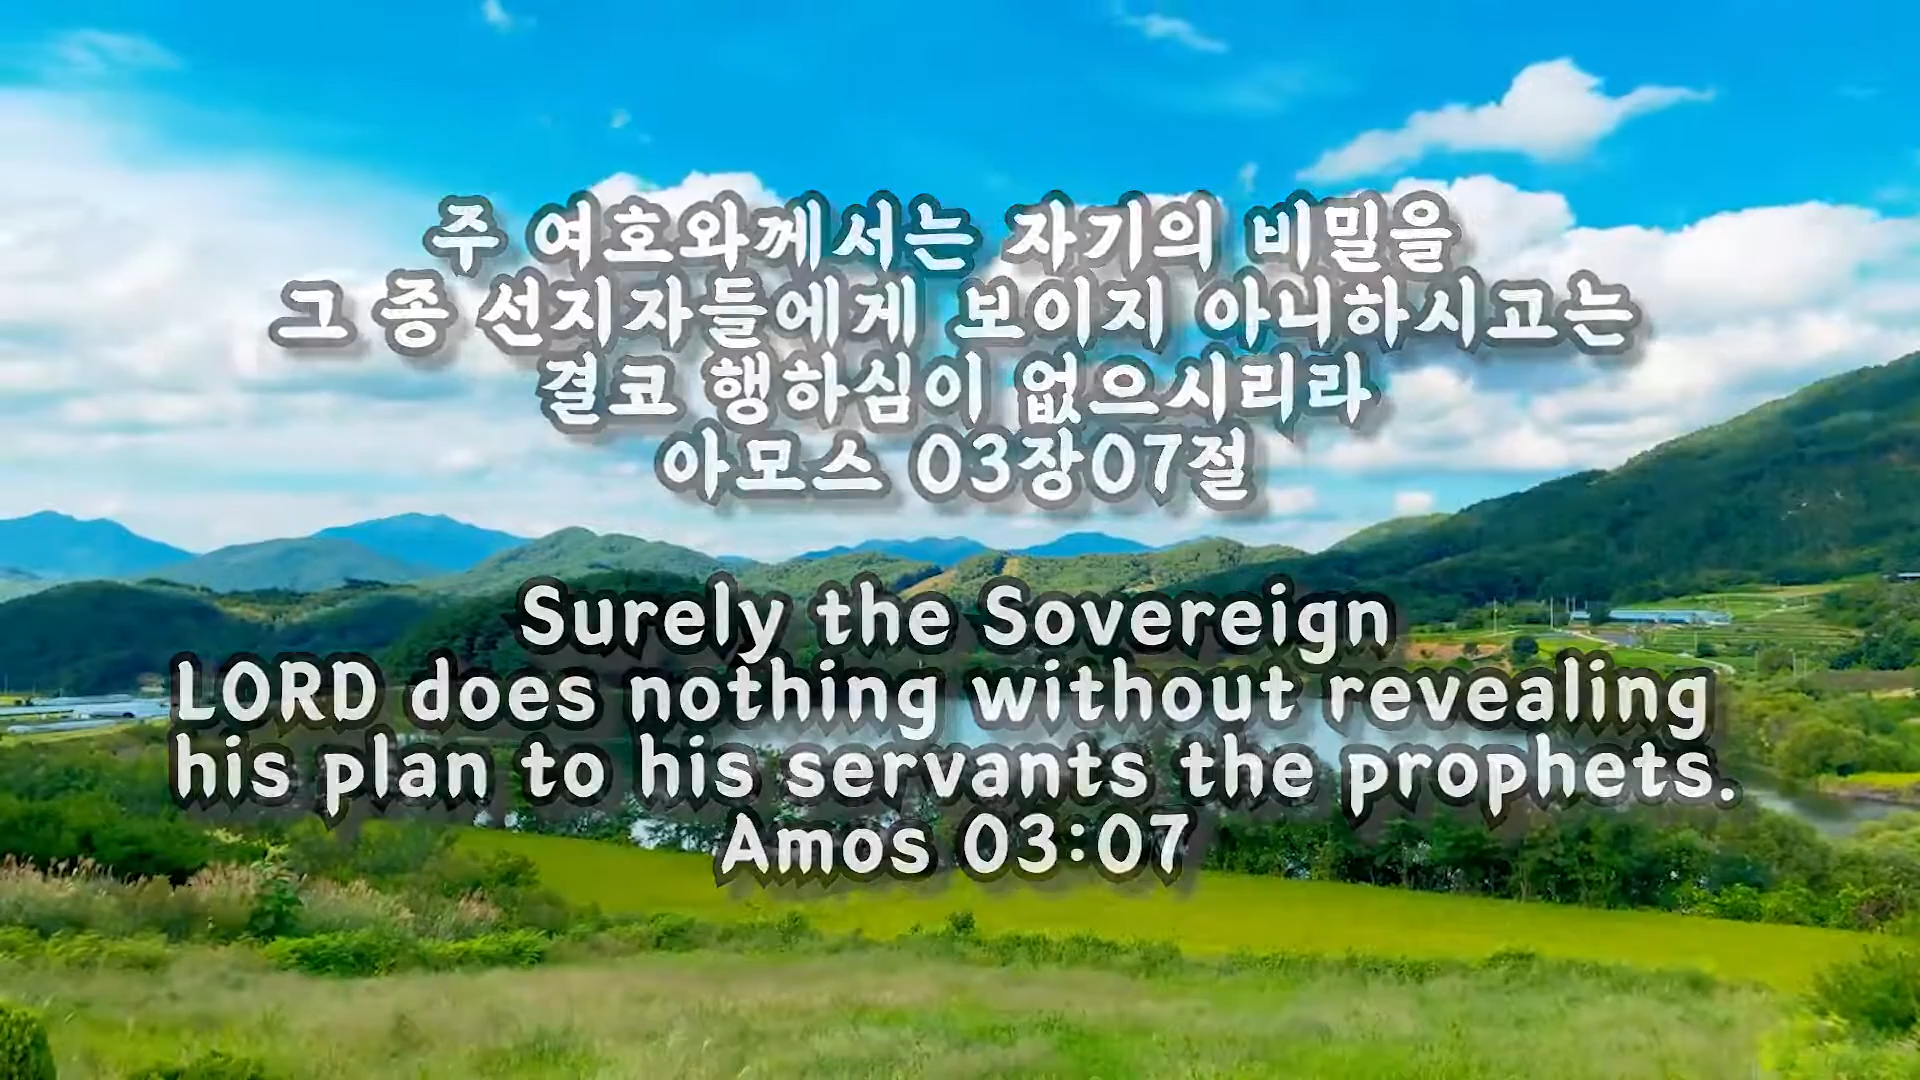 주 여호와께서는 자기의 비밀을
그 종 선지자들에게 보이지 아니하시고는
결코 행하심이 없으시리라
아모스 03장07절
Surely the Sovereign
LORD does nothing without revealing
his plan to his servants the prophets.
Amos 03:07